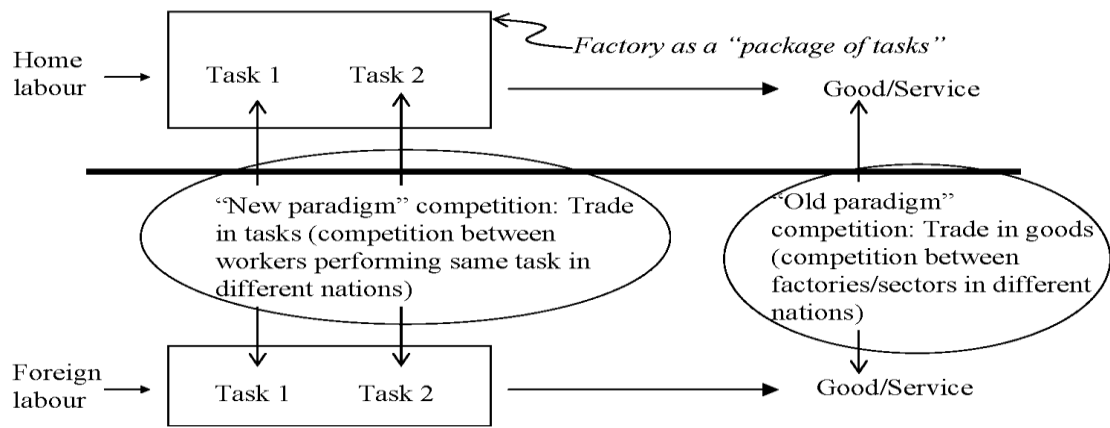 Factory as a “package of tasks”
Home
labour
Task 1
Task 2
Good/Service
“New paradigm” competition: Trade
in tasks (competition between
workers performing same task in
different nations)
“Old paradigm”
competition: Trade in goods
(competition between
factories/sectors in different
nations)
Foreign
labour
Task 1
Task 2
Good/Service